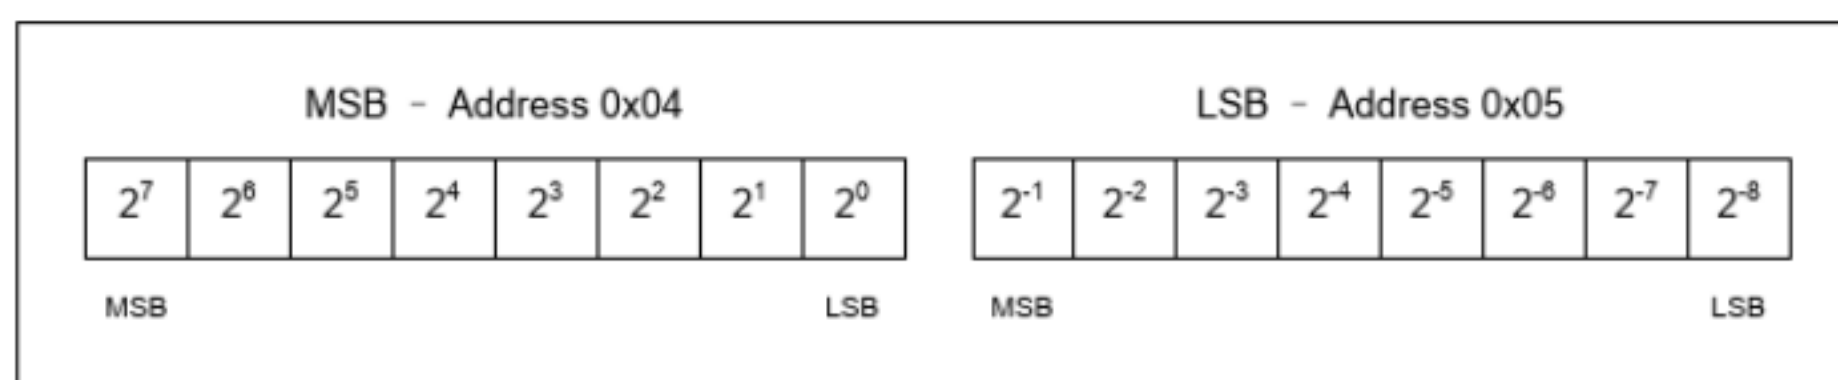 MSB - Address 0x04 LSB - Address 0x05
2⁷ 2⁶ 2⁵ 2⁴ 2³ 2² 2¹ 2⁰ 2⁻¹ 2⁻² 2⁻³ 2⁻⁴ 2⁻⁵ 2⁻⁶ 2⁻⁷ 2⁻⁸
MSB LSB MSB LSB